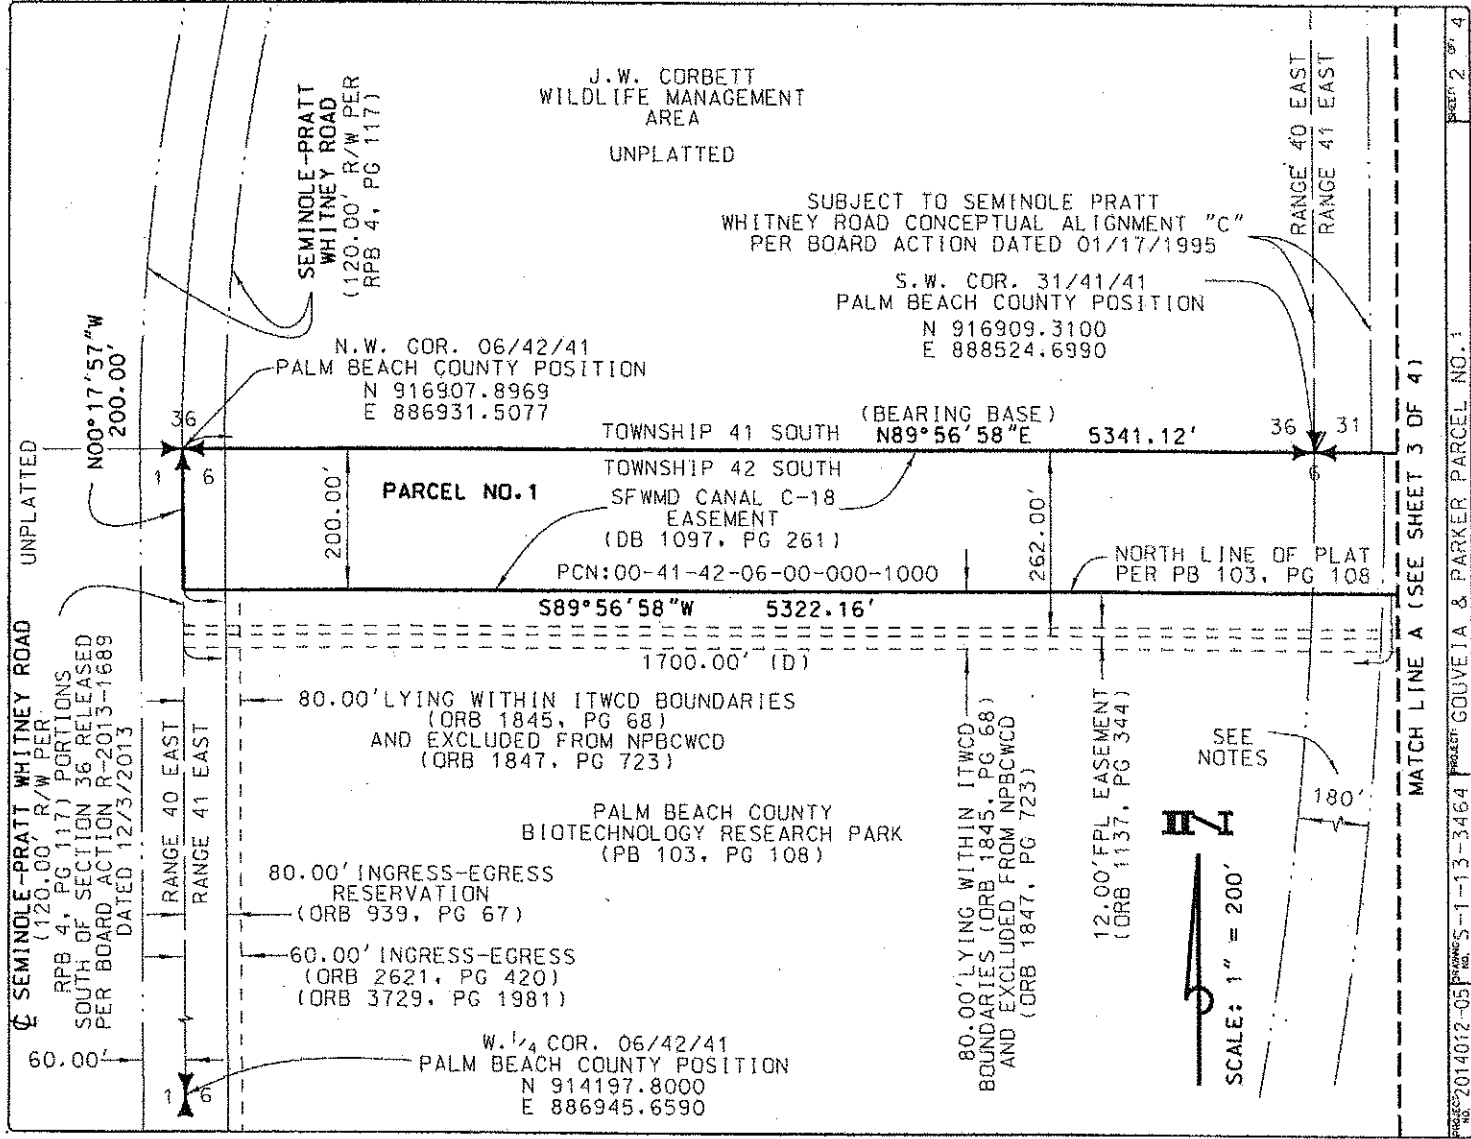 J.W. CORBETT
WILDLIFE MANAGEMENT
AREA
UNPLATTED
SEMINOLE-PRATT
WHITNEY ROAD
(120.00' R/W PER
RPB 4, PG 117)
SUBJECT TO SEMINOLE PRATT
WHITNEY ROAD CONCEPTUAL ALIGNMENT "C"
PER BOARD ACTION DATED 01/17/1995
RANGE 40 EAST
RANGE 41 EAST
S.W. COR. 31/41/41
PALM BEACH COUNTY POSITION
N 916909.3100
E 888524.6990
N.W. COR. 06/42/41
PALM BEACH COUNTY POSITION
N 916907.8969
E 886931.5077
N00°17'57"W
200.00'
UNPLATTED
36
1 6
TOWNSHIP 41 SOUTH
(BEARING BASE)
N89°56'58"E 5341.12'
36 31
6
TOWNSHIP 42 SOUTH
PARCEL NO.1
200.00'
SFWMD CANAL C-18
EASEMENT
(DB 1097, PG 261)
262.00'
PCN:00-41-42-06-00-000-1000
NORTH LINE OF PLAT
PER PB 103, PG 108
S89°56'58"W 5322.16'
1700.00' (D)
80.00' LYING WITHIN ITWCD BOUNDARIES
(ORB 1845, PG 68)
AND EXCLUDED FROM NPBCWCD
(ORB 1847, PG 723)
℄ SEMINOLE-PRATT WHITNEY ROAD
(120.00' R/W PER
RPB 4, PG 117) PORTIONS
SOUTH OF SECTION 36 RELEASED
PER BOARD ACTION R-2013-1689
DATED 12/3/2013
RANGE 40 EAST
RANGE 41 EAST
PALM BEACH COUNTY
BIOTECHNOLOGY RESEARCH PARK
(PB 103, PG 108)
80.00' INGRESS-EGRESS
RESERVATION
(ORB 939, PG 67)
60.00' INGRESS-EGRESS
(ORB 2621, PG 420)
(ORB 3729, PG 1981)
60.00'
W.1/4 COR. 06/42/41
PALM BEACH COUNTY POSITION
N 914197.8000
E 886945.6590
1 6
80.00' LYING WITHIN ITWCD
BOUNDARIES (ORB 1845, PG 68)
AND EXCLUDED FROM NPBCWCD
(ORB 1847, PG 723)
12.00' FPL EASEMENT
(ORB 1137, PG 344)
SEE
NOTES
180'
N
SCALE: 1" = 200'
MATCH LINE A (SEE SHEET 3 OF 4)
SHEET: 2 OF: 4
PROJECT: GOUVEIA & PARKER PARCEL NO.1
DRAWING NO. S-1-13-3464
PROJECT NO. 2014012-05